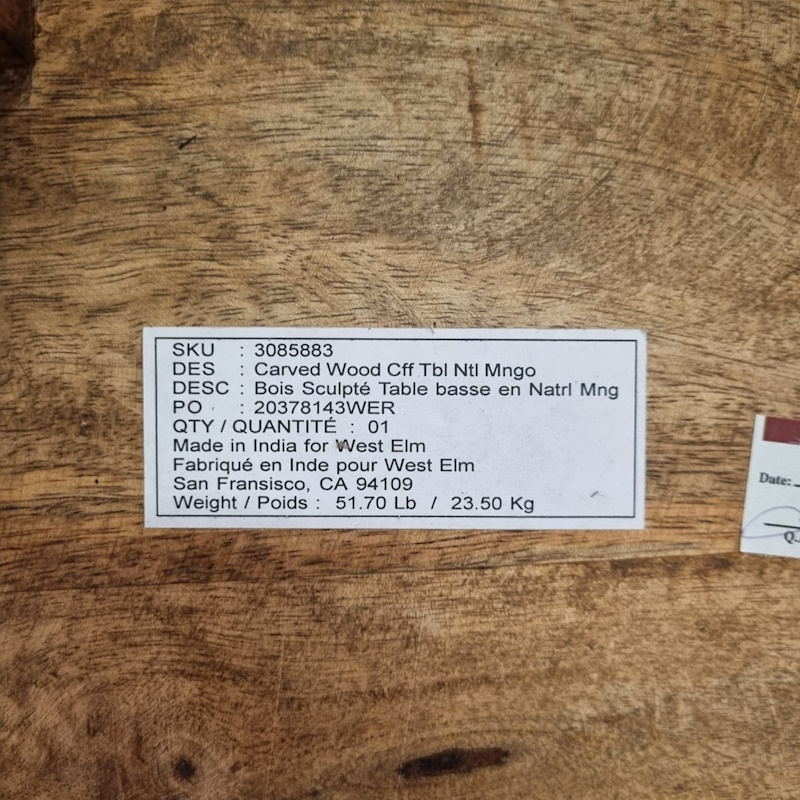 SKU : 3085883
DES : Carved Wood Cff Tbl Ntl Mngo
DESC : Bois Sculpté Table basse en Natrl Mng
PO : 20378143WER
QTY / QUANTITÉ : 01
Made in India for West Elm
Fabriqué en Inde pour West Elm
San Fransisco, CA 94109
Weight / Poids : 51.70 Lb / 23.50 Kg
Date:
Q.